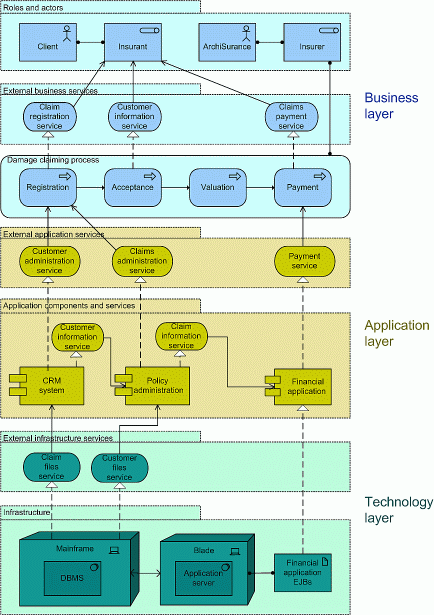 Roles and actors
Client
Insurant
ArchiSurance
Insurer
External business services
Claim
registration
service
Customer
information
service
Claims
payment
service
Business
layer
Damage claiming process
Registration
Acceptance
Valuation
Payment
External application services
Customer
administration
service
Claims
administration
service
Payment
service
Application components and services
Customer
information
service
Claim
information
service
Application
layer
CRM
system
Policy
administration
Financial
application
External infrastructure services
Claim
files
service
Customer
files
service
Technology
layer
Infrastructure
Mainframe
DBMS
Blade
Application
server
Financial
application
EJBs